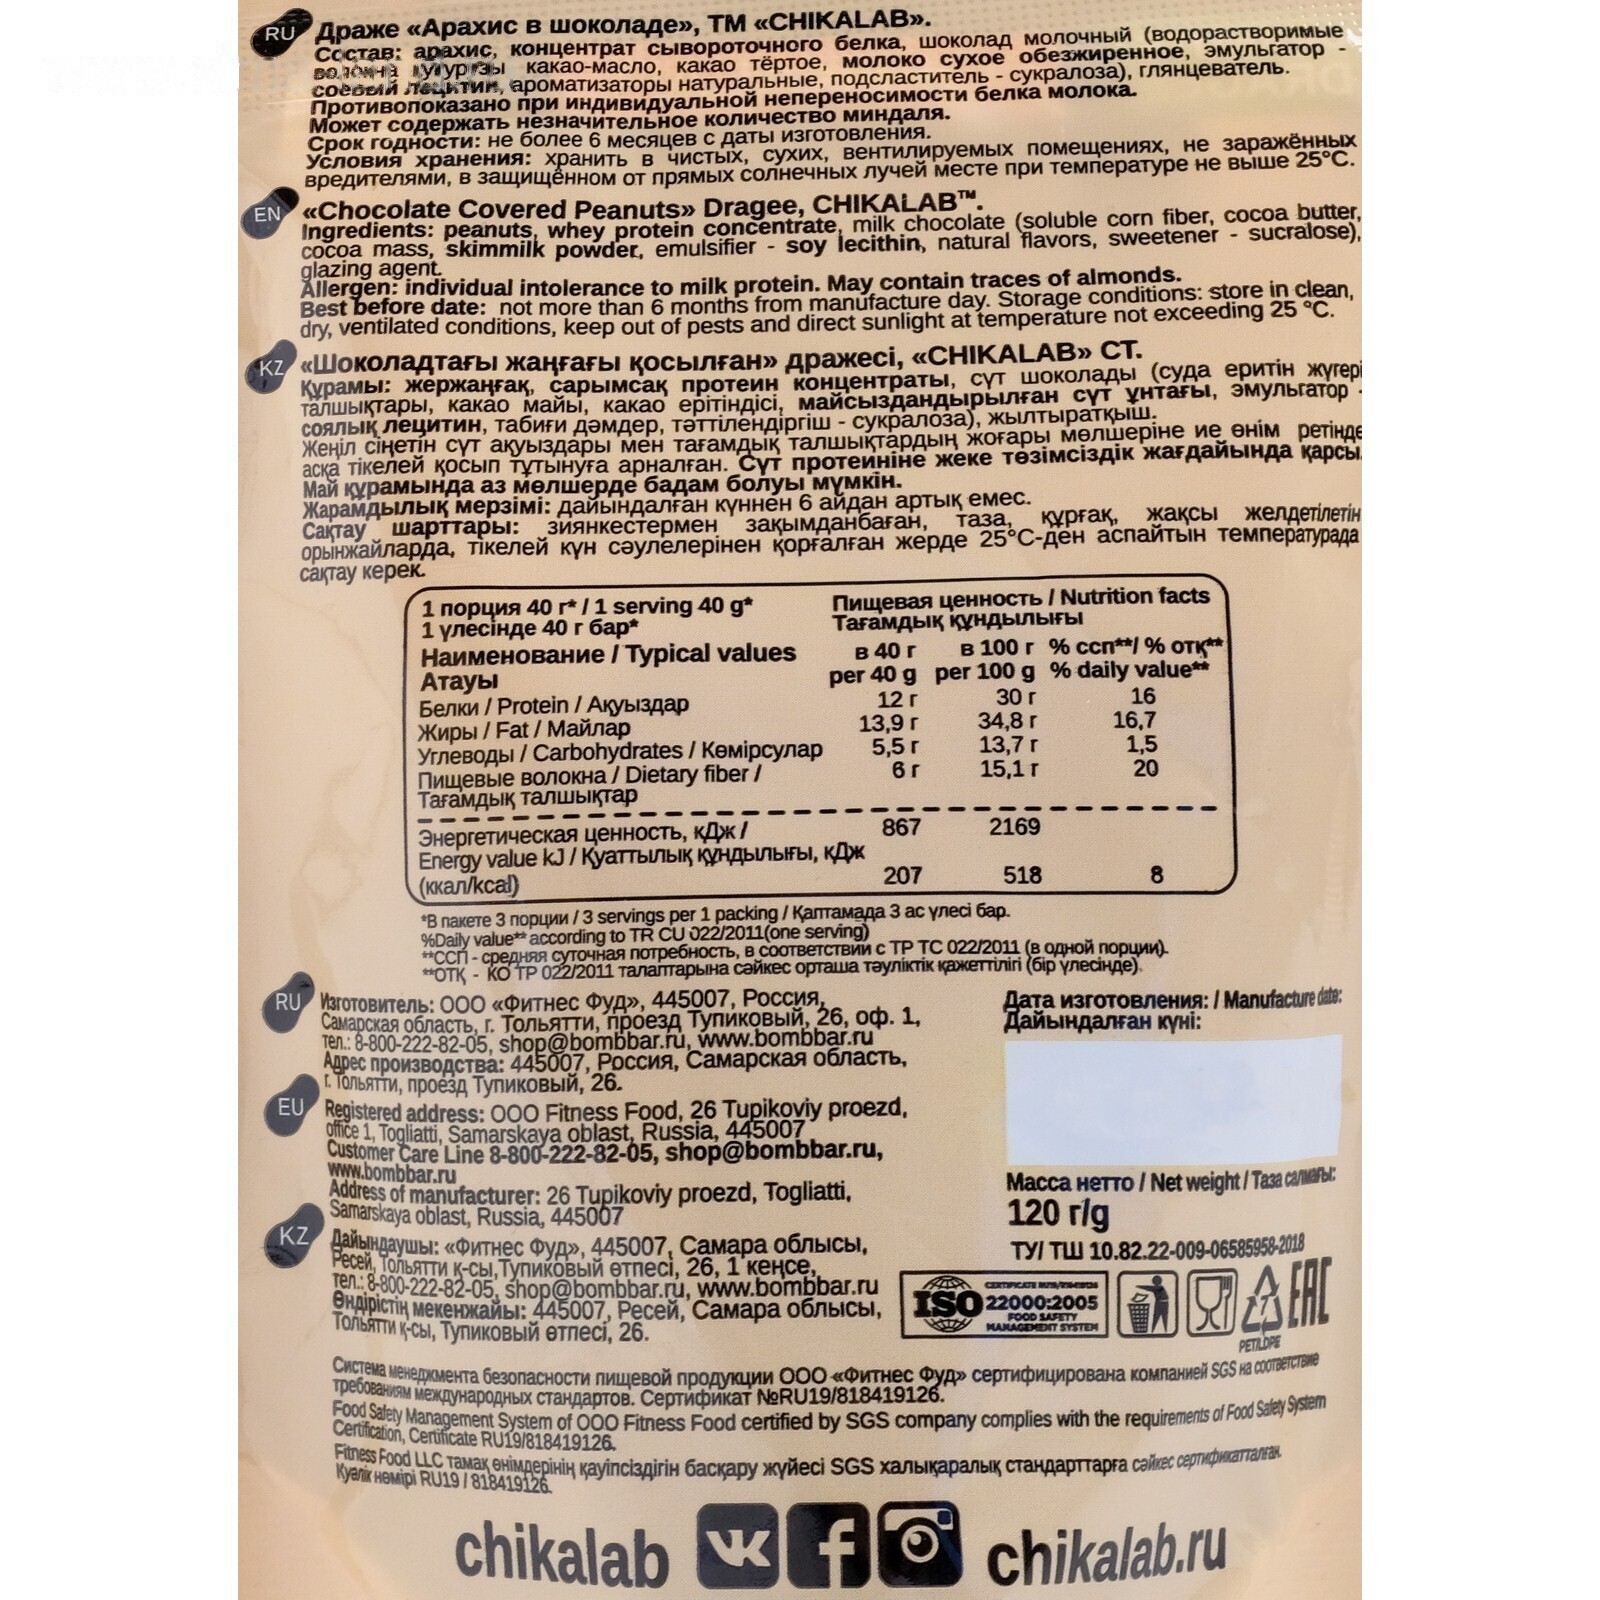 RU
Драже «Арахис в шоколаде», ТМ «CHIKALAB».
Состав: арахис, концентрат сывороточного белка, шоколад молочный (водорастворимые
волокна кукурузы какао-масло, какао тёртое, молоко сухое обезжиренное, эмульгатор -
соевый лецитин, ароматизаторы натуральные, подсластитель - сукралоза), глянцеватель.
Противопоказано при индивидуальной непереносимости белка молока.
Может содержать незначительное количество миндаля.
Срок годности: не более 6 месяцев с даты изготовления.
Условия хранения: хранить в чистых, сухих, вентилируемых помещениях, не заражённых
вредителями, в защищённом от прямых солнечных лучей месте при температуре не выше 25°C.
EN
«Chocolate Covered Peanuts» Dragee, CHIKALAB™.
Ingredients: peanuts, whey protein concentrate, milk chocolate (soluble corn fiber, cocoa butter,
cocoa mass, skimmilk powder, emulsifier - soy lecithin, natural flavors, sweetener - sucralose),
glazing agent.
Allergen: individual intolerance to milk protein. May contain traces of almonds.
Best before date: not more than 6 months from manufacture day. Storage conditions: store in clean,
dry, ventilated conditions, keep out of pests and direct sunlight at temperature not exceeding 25 °C.
KZ
«Шоколадтағы жаңғағы қосылған» дражесі, «CHIKALAB» СТ.
Құрамы: жержаңғақ, сарымсақ протеин концентраты, сүт шоколады (суда еритін жүгері
талшықтары, какао майы, какао ерітіндісі, майсыздандырылған сүт ұнтағы, эмульгатор -
соялық лецитин, табиғи дәмдер, тәттілендіргіш - сукралоза), жылтыратқыш.
Жеңіл сіңетін сүт ақуыздары мен тағамдық талшықтардың жоғары мөлшеріне ие өнім ретінде
асқа тікелей қосып тұтынуға арналған. Сүт протеиніне жеке төзімсіздік жағдайында қарсы.
Май құрамында аз мөлшерде бадам болуы мүмкін.
Жарамдылық мерзімі: дайындалған күннен 6 айдан артық емес.
Сақтау шарттары: зиянкестермен зақымданбаған, таза, құрғақ, жақсы желдетілетін
орынжайларда, тікелей күн сәулелерінен қорғалған жерде 25°C-ден аспайтын температурада
сақтау керек.
1 порция 40 г* / 1 serving 40 g* Пищевая ценность / Nutrition facts
1 үлесінде 40 г бар* Тағамдық құндылығы
Наименование / Typical values в 40 г в 100 г % ссп**/ % отқ**
Атауы per 40 g per 100 g % daily value**
Белки / Protein / Ақуыздар 12 г 30 г 16
Жиры / Fat / Майлар 13,9 г 34,8 г 16,7
Углеводы / Carbohydrates / Көмірсулар 5,5 г 13,7 г 1,5
Пищевые волокна / Dietary fiber / 6 г 15,1 г 20
Тағамдық талшықтар
Энергетическая ценность, кДж / 867 2169
Energy value kJ / Қуаттылық құндылығы, кДж
(ккал/kcal) 207 518 8
*В пакете 3 порции / 3 servings per 1 packing / Қаптамада 3 ас үлесі бар.
%Daily value** according to TR CU 022/2011(one serving)
**ССП - средняя суточная потребность, в соответствии с ТР ТС 022/2011 (в одной порции).
**ОТҚ - КО ТР 022/2011 талаптарына сәйкес орташа тәуліктік қажеттілігі (бір үлесінде).
RU
Изготовитель: ООО «Фитнес Фуд», 445007, Россия,
Самарская область, г. Тольятти, проезд Тупиковый, 26, оф. 1,
тел.: 8-800-222-82-05, shop@bombbar.ru, www.bombbar.ru
Адрес производства: 445007, Россия, Самарская область,
г. Тольятти, проезд Тупиковый, 26.
EU
Registered address: OOO Fitness Food, 26 Tupikoviy proezd,
office 1, Togliatti, Samarskaya oblast, Russia, 445007
Customer Care Line 8-800-222-82-05, shop@bombbar.ru,
www.bombbar.ru
Address of manufacturer: 26 Tupikoviy proezd, Togliatti,
Samarskaya oblast, Russia, 445007
KZ
Дайындаушы: «Фитнес Фуд», 445007, Самара облысы,
Ресей, Тольятти қ-сы, Тупиковый өтпесі, 26, 1 кеңсе,
тел.: 8-800-222-82-05, shop@bombbar.ru, www.bombbar.ru
Өндірістің мекенжайы: 445007, Ресей, Самара облысы,
Тольятти қ-сы, Тупиковый өтпесі, 26.
Дата изготовления: / Manufacture date:
Дайындалған күні:
Масса нетто / Net weight / Таза салмағы:
120 г/g
ТУ/ ТШ 10.82.22-009-06585958-2018
ISO
CERTIFICATE RU19/818419126
22000:2005
FOOD SAFETY
MANAGEMENT SYSTEM
PET/LDPE
EAC
Система менеджмента безопасности пищевой продукции ООО «Фитнес Фуд» сертифицирована компанией SGS на соответствие
требованиям международных стандартов. Сертификат №RU19/818419126.
Food Safety Management System of OOO Fitness Food certified by SGS company complies with the requirements of Food Safety System
Certification, Certificate RU19/818419126.
Fitness Food LLC тамақ өнімдерінің қауіпсіздігін басқару жүйесі SGS халықаралық стандарттарға сәйкес сертификатталған.
Куәлік нөмірі RU19 / 818419126.
chikalab
chikalab.ru